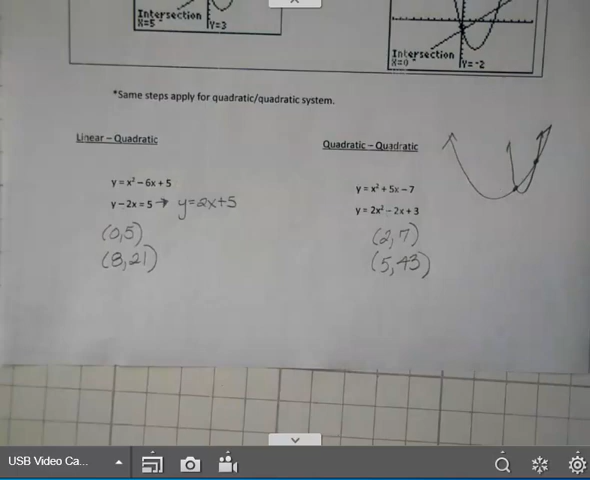 Intersection
X=5 Y=3
Intersection
X=0 Y=-2
*Same steps apply for quadratic/quadratic system.
Linear – Quadratic
y = x² – 6x + 5
y – 2x = 5 → y=2x+5
(0,5)
(8,21)
Quadratic – Quadratic
y = x² + 5x – 7
y = 2x² – 2x + 3
(2,7)
(5,43)
USB Video Ca...